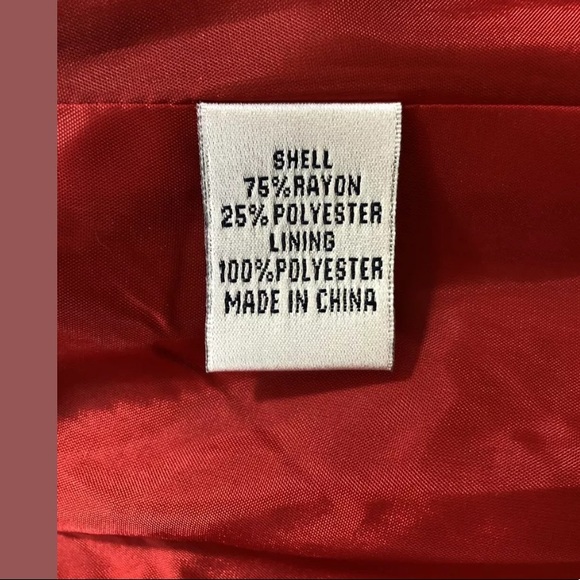 SHELL
75%RAYON
25%POLYESTER
LINING
100%POLYESTER
MADE IN CHINA